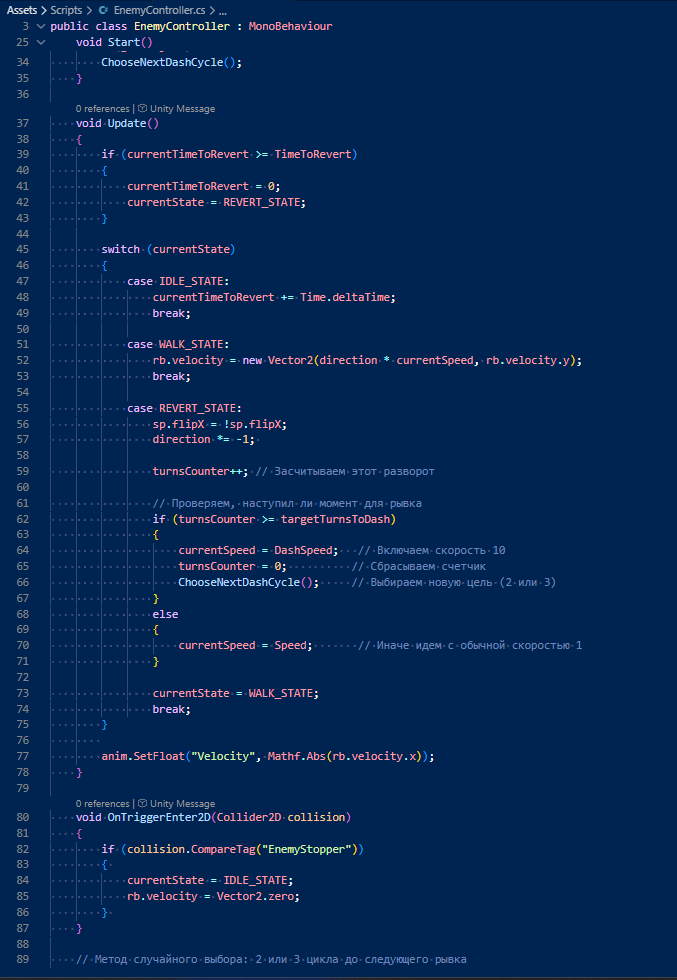 Assets > Scripts > EnemyController.cs > ...
3 public class EnemyController : MonoBehaviour
25 void Start()
34 ChooseNextDashCycle();
35 }
36
0 references | Unity Message
37 void Update()
38 {
39 if (currentTimeToRevert >= TimeToRevert)
40 {
41 currentTimeToRevert = 0;
42 currentState = REVERT_STATE;
43 }
44
45 switch (currentState)
46 {
47 case IDLE_STATE:
48 currentTimeToRevert += Time.deltaTime;
49 break;
50
51 case WALK_STATE:
52 rb.velocity = new Vector2(direction * currentSpeed, rb.velocity.y);
53 break;
54
55 case REVERT_STATE:
56 sp.flipX = !sp.flipX;
57 direction *= -1;
58
59 turnsCounter++; // Засчитываем этот разворот
60
61 // Проверяем, наступил ли момент для рывка
62 if (turnsCounter >= targetTurnsToDash)
63 {
64 currentSpeed = DashSpeed; // Включаем скорость 10
65 turnsCounter = 0; // Сбрасываем счетчик
66 ChooseNextDashCycle(); // Выбираем новую цель (2 или 3)
67 }
68 else
69 {
70 currentSpeed = Speed; // Иначе идем с обычной скоростью 1
71 }
72
73 currentState = WALK_STATE;
74 break;
75 }
76
77 anim.SetFloat("Velocity", Mathf.Abs(rb.velocity.x));
78 }
79
0 references | Unity Message
80 void OnTriggerEnter2D(Collider2D collision)
81 {
82 if (collision.CompareTag("EnemyStopper"))
83 {
84 currentState = IDLE_STATE;
85 rb.velocity = Vector2.zero;
86 }
87 }
88
89 // Метод случайного выбора: 2 или 3 цикла до следующего рывка